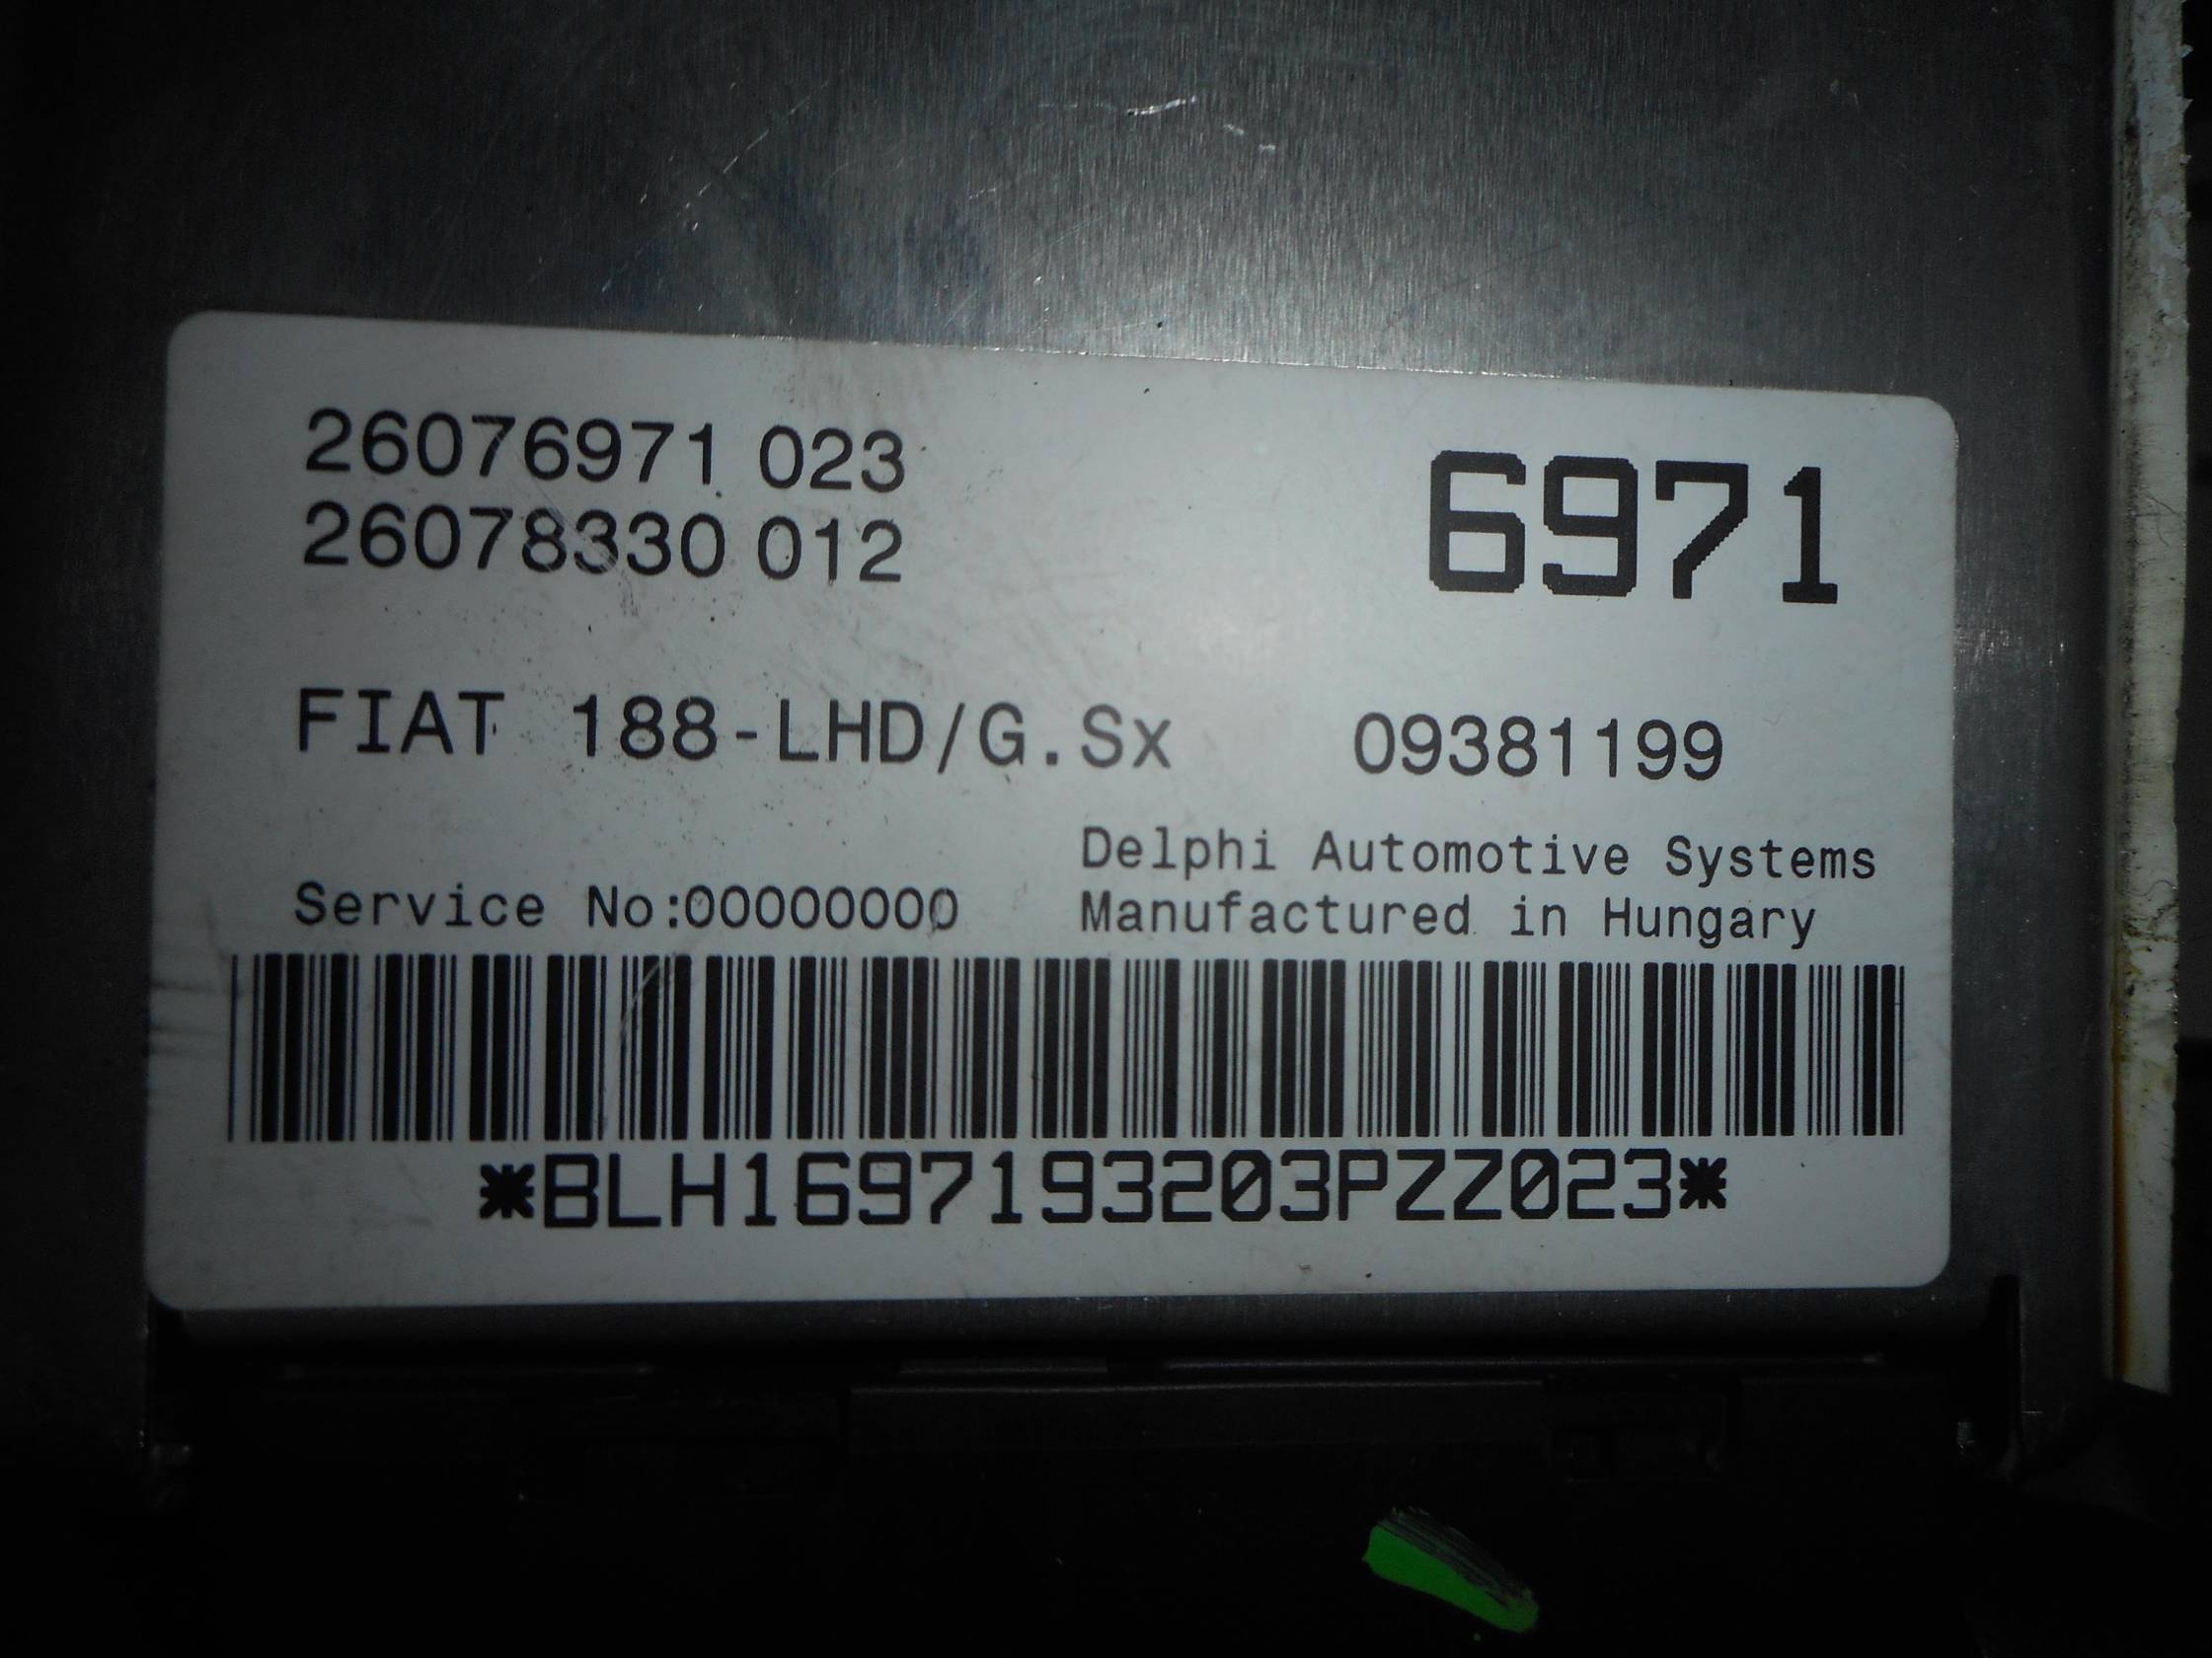 26076971 023
6971
26078330 012
FIAT 188-LHD/G.Sx 09381199
Delphi Automotive Systems
Service No:00000000 Manufactured in Hungary
*BLH1697193203PZZ023*